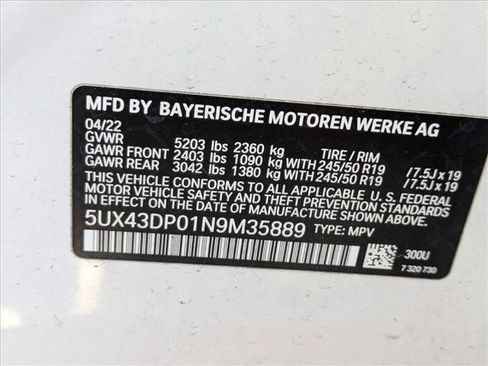 MFD BY BAYERISCHE MOTOREN WERKE AG
04/22
GVWR 5203 lbs 2360 kg TIRE / RIM
GAWR FRONT 2403 lbs 1090 kg WITH 245/50 R19 /7.5J x 19
GAWR REAR 3042 lbs 1380 kg WITH 245/50 R19 /7.5J x 19
THIS VEHICLE CONFORMS TO ALL APPLICABLE U. S. FEDERAL
MOTOR VEHICLE SAFETY, BUMPER, AND THEFT PREVENTION
STANDARDS IN EFFECT ON THE DATE OF MANUFACTURE SHOWN ABOVE.
5UX43DP01N9M35889 TYPE: MPV
300U
7 320 730